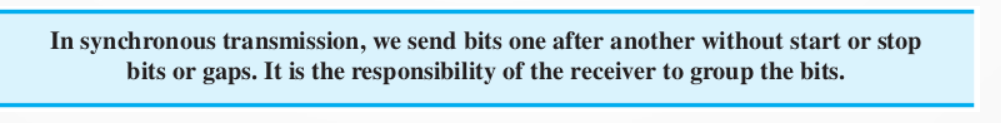 In synchronous transmission, we send bits one after another without start or stop
bits or gaps. It is the responsibility of the receiver to group the bits.